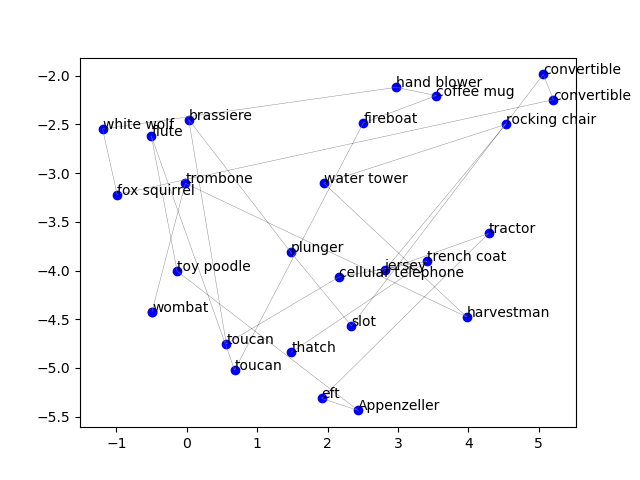 −2.0
−2.5
−3.0
−3.5
−4.0
−4.5
−5.0
−5.5
convertible
hand blower
coffee mug
convertible
brassiere
fireboat
rocking chair
white wolf
flute
trombone
water tower
fox squirrel
tractor
plunger
trench coat
jersey
toy poodle
cellular telephone
wombat
harvestman
slot
toucan
thatch
toucan
eft
Appenzeller
−1 0 1 2 3 4 5